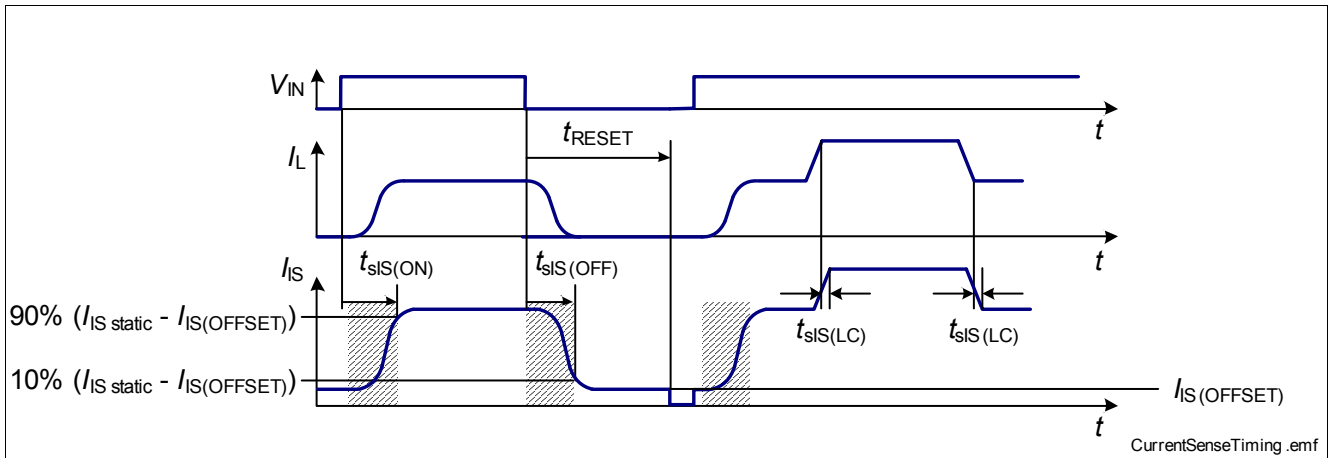 VIN
t
tRESET
IL
t
IIS
tsIS(ON)
tsIS(OFF)
90% (IIS static - IIS(OFFSET))
tsIS(LC)
tsIS(LC)
10% (IIS static - IIS(OFFSET))
IIS(OFFSET)
t
CurrentSenseTiming .emf